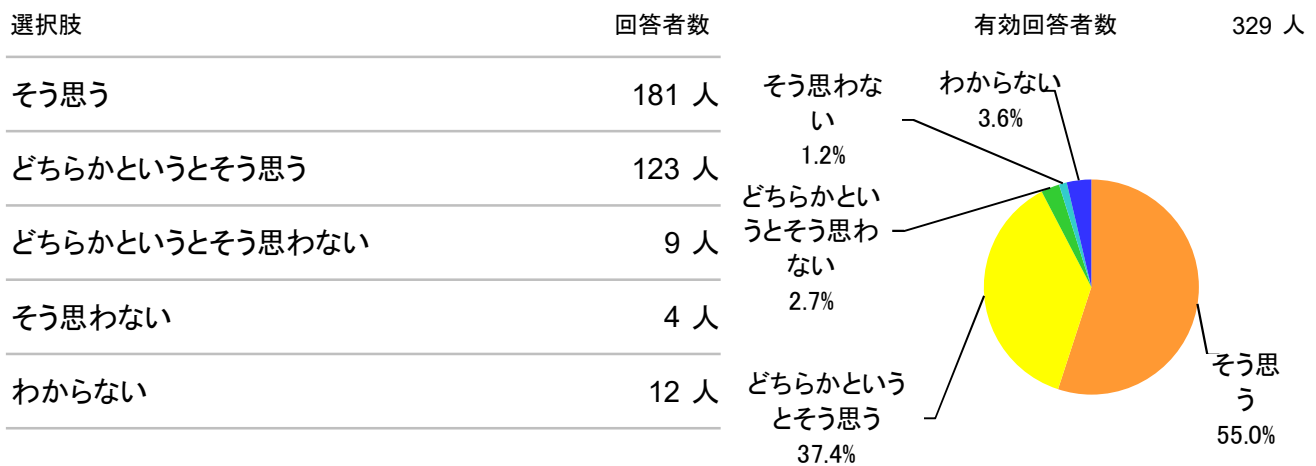 選択肢 回答者数
そう思う 181 人
どちらかというとそう思う 123 人
どちらかというとそう思わない 9 人
そう思わない 4 人
わからない 12 人
有効回答者数 329 人
そう思わな
い
1.2%
わからない
3.6%
どちらかとい
うとそう思わ
ない
2.7%
どちらかという
とそう思う
37.4%
そう思
う
55.0%